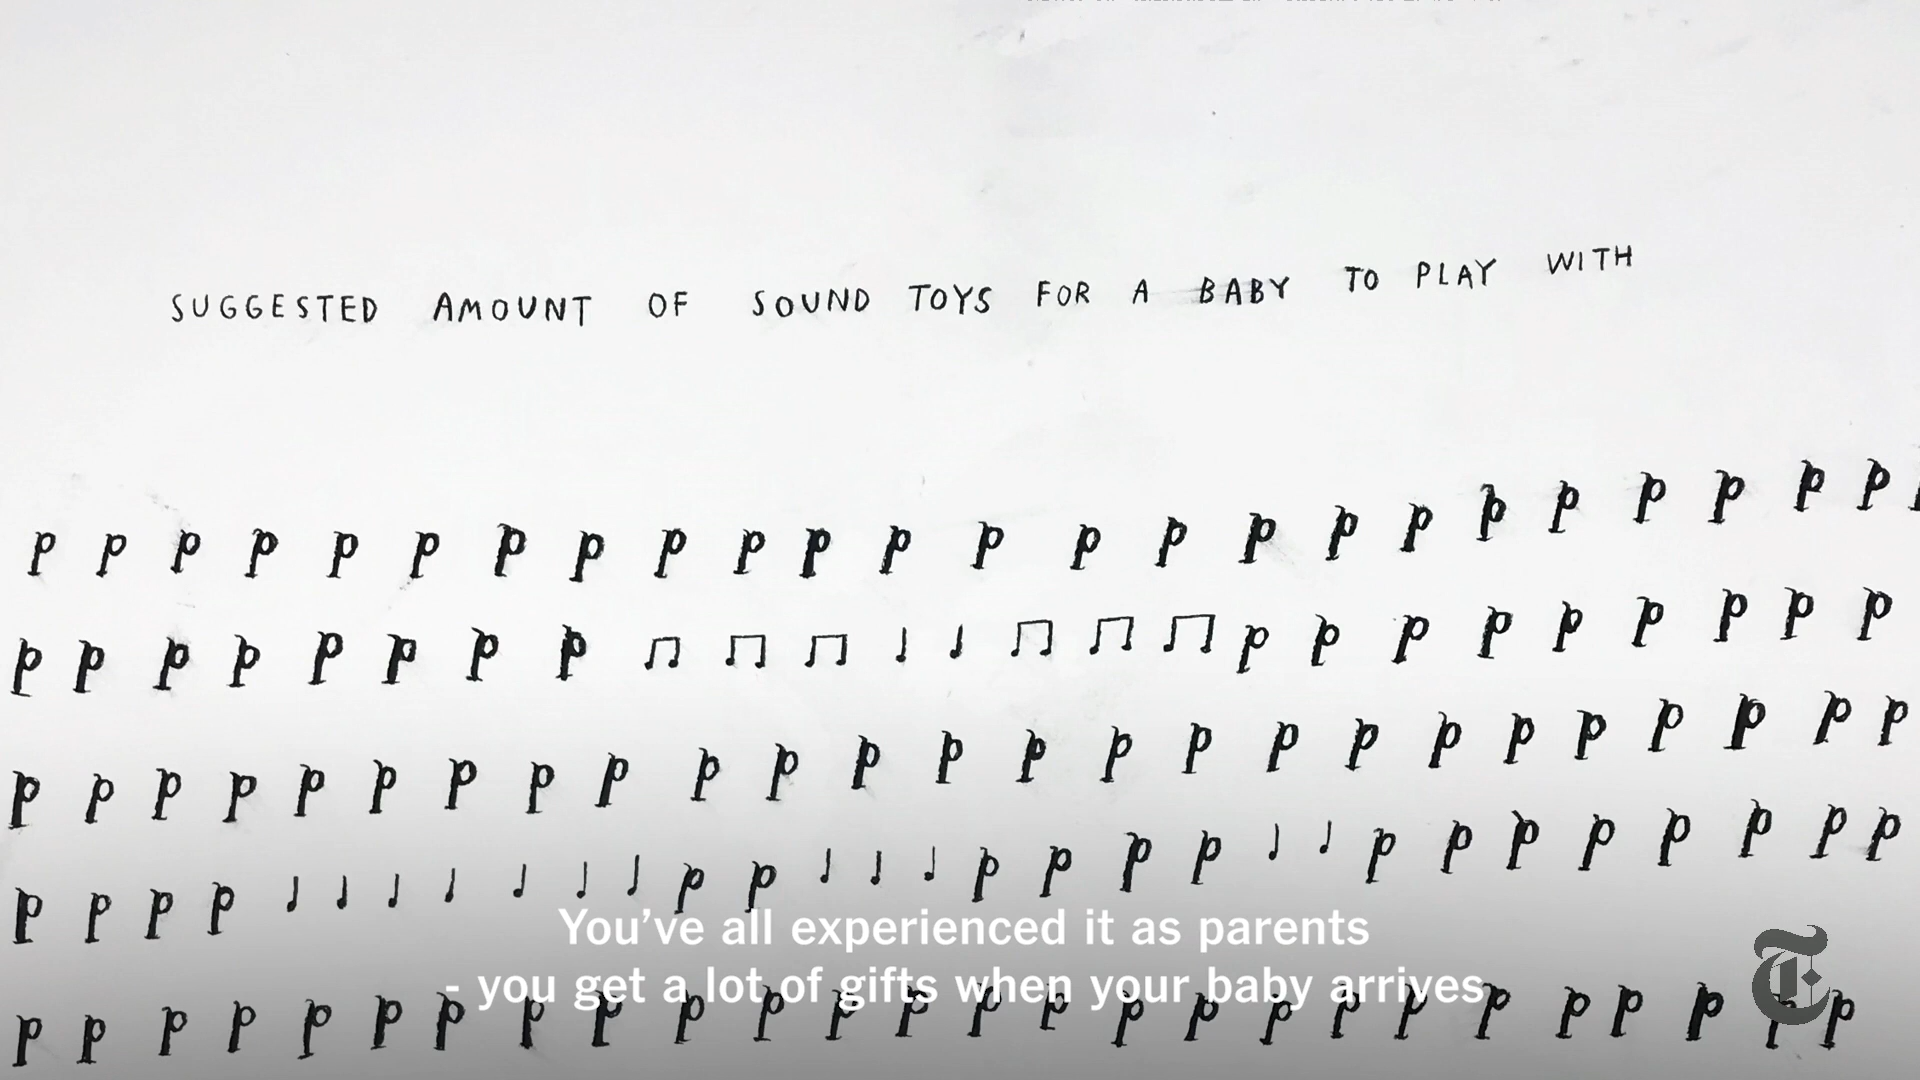 SUGGESTED AMOUNT OF SOUND TOYS FOR A BABY TO PLAY WITH
p p p p p p p p p p p p p p p p p p p p p p p p
p p p p p p p p ♫ ♫ ♫ ♩ ♩ ♫ ♫ ♫ p p p p p p p p p
p p p p p p p p p p p p p p p p p p p p p p p p p
p p p p ♩ ♩ ♩ ♩ ♩ ♩ ♩ p p ♩ ♩ ♩ p p p p ♩ ♩ p p p p p p p p
You've all experienced it as parents
- you get a lot of gifts when your baby arrives
p p p p p p p p p p p p p p p p p p p p p p p p p p
T